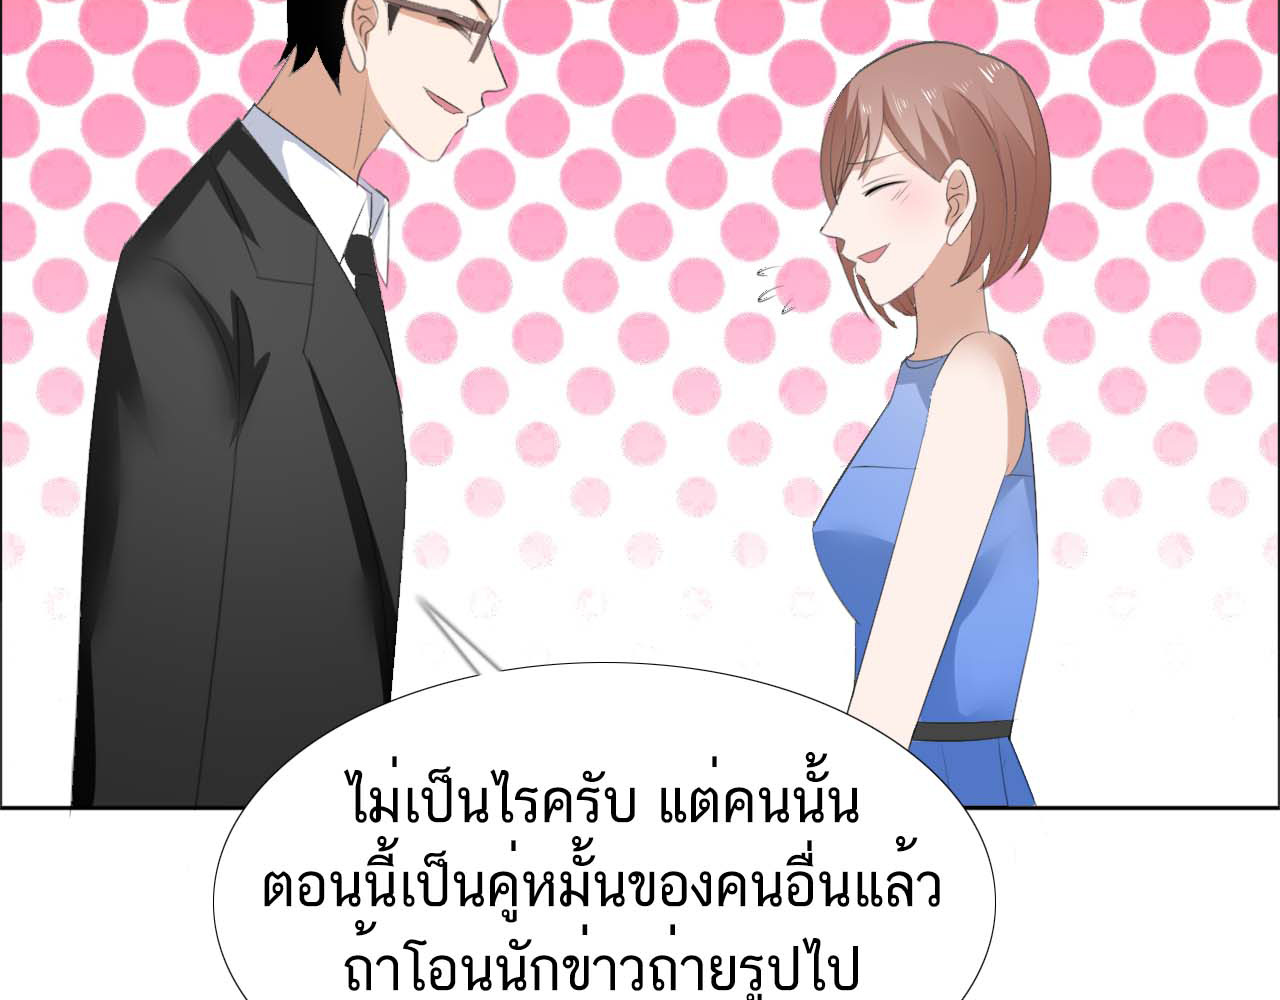 ไม่เป็นไรครับ แต่คนนั้น
ตอนนี้เป็นคู่หมั้นของคนอื่นแล้ว
ถ้าโอนนักข่าวถ่ายรูปไป